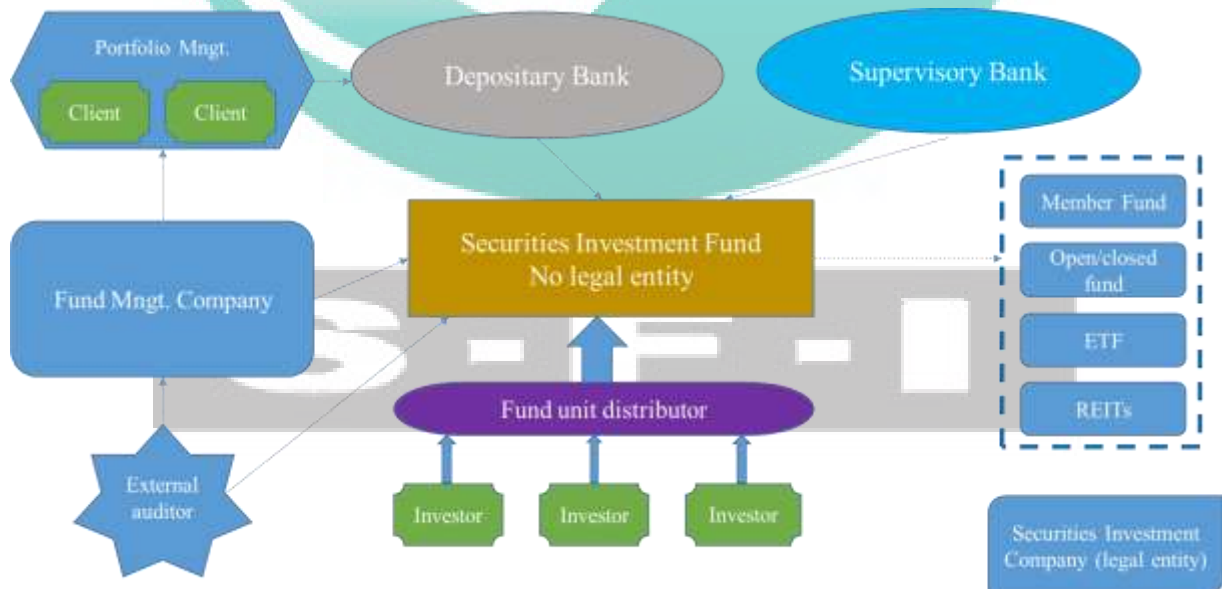 Portfolio Mngt.
Client
Client
Depositary Bank
Supervisory Bank
Securities Investment Fund
No legal entity
Member Fund
Open/closed
fund
ETF
REITs
Fund Mngt. Company
S-F-I
Fund unit distributor
External
auditor
Investor
Investor
Investor
Securities Investment
Company (legal entity)